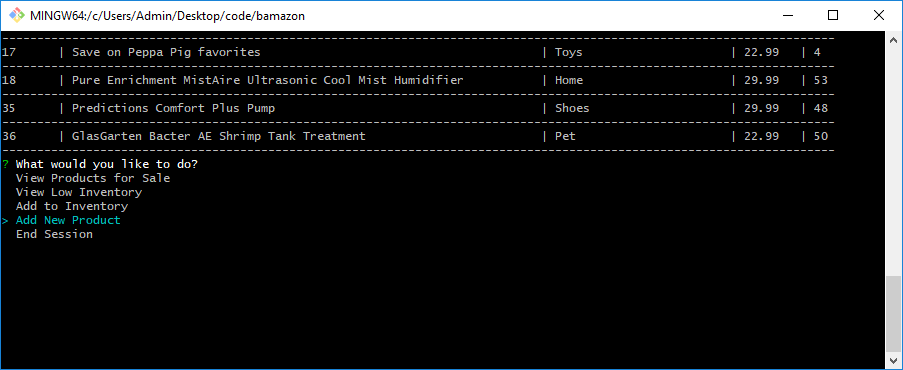 MINGW64:/c/Users/Admin/Desktop/code/bamazon
17 | Save on Peppa Pig favorites | Toys | 22.99 | 4
18 | Pure Enrichment MistAire Ultrasonic Cool Mist Humidifier | Home | 29.99 | 53
35 | Predictions Comfort Plus Pump | Shoes | 29.99 | 48
36 | GlasGarten Bacter AE Shrimp Tank Treatment | Pet | 22.99 | 50
? What would you like to do?
View Products for Sale
View Low Inventory
Add to Inventory
> Add New Product
End Session